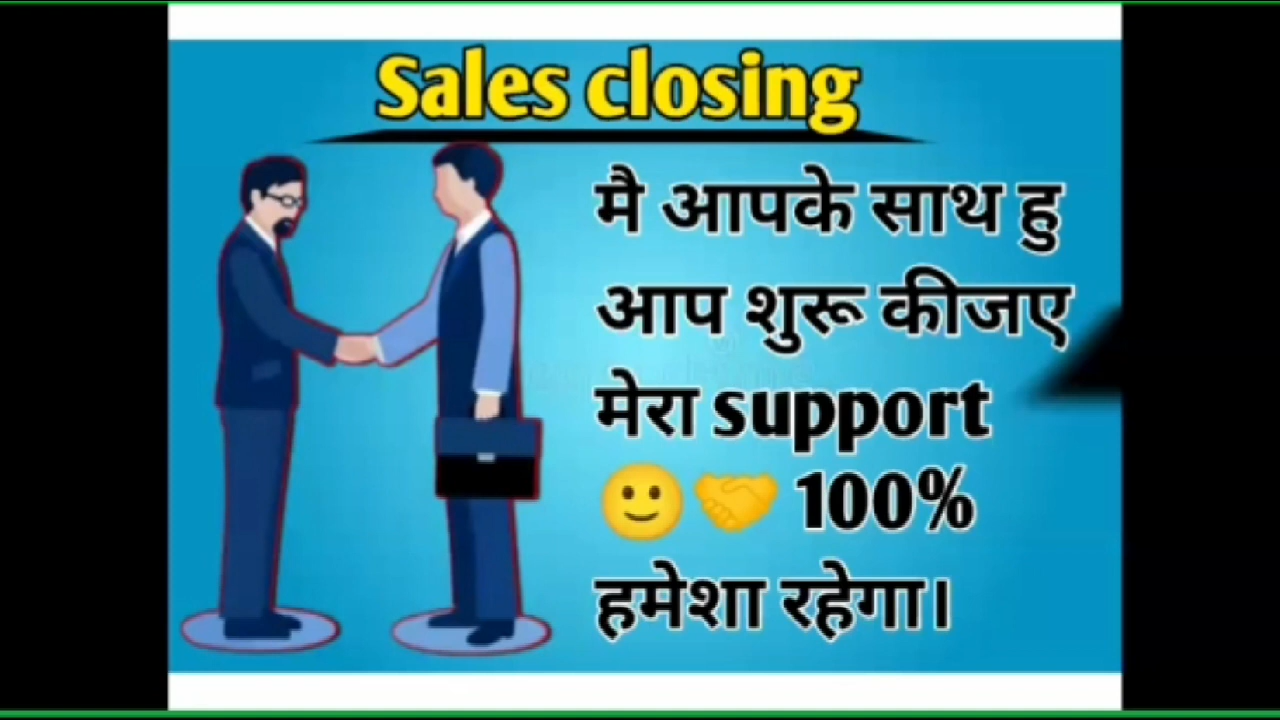 Sales closing
मै आपके साथ हु
आप शुरू कीजए
मेरा support
🙂🤝 100%
हमेशा रहेगा।